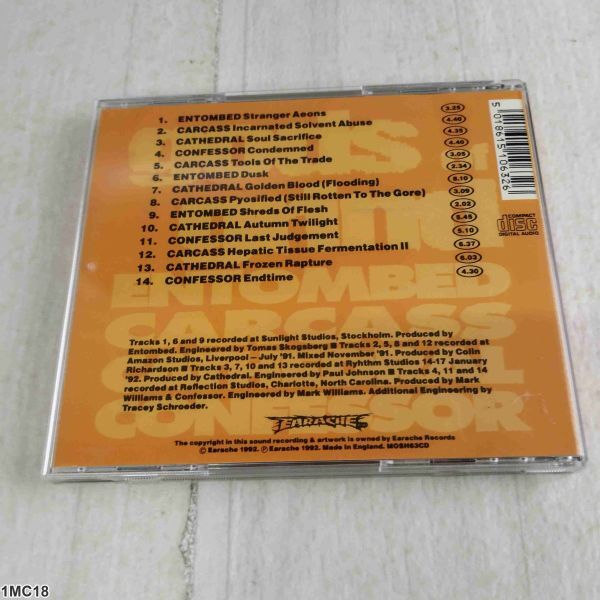 1. ENTOMBED Stranger Aeons 3.25
2. CARCASS Incarnated Solvent Abuse 4.40
3. CATHEDRAL Soul Sacrifice 4.35
4. CONFESSOR Condemned 4.40
5. CARCASS Tools Of The Trade 3.05
6. ENTOMBED Dusk 2.34
7. CATHEDRAL Golden Blood (Flooding) 8.10
8. CARCASS Pyosified (Still Rotten To The Gore) 3.09
9. ENTOMBED Shreds Of Flesh 2.02
10. CATHEDRAL Autumn Twilight 5.45
11. CONFESSOR Last Judgement 5.10
12. CARCASS Hepatic Tissue Fermentation II 6.37
13. CATHEDRAL Frozen Rapture 6.03
14. CONFESSOR Endtime 4.30
5 018615 106326
COMPACT
disc
DIGITAL AUDIO
ENTOMBED
CARCASS
CONFESSOR
Tracks 1, 6 and 9 recorded at Sunlight Studios, Stockholm. Produced by
Entombed. Engineered by Tomas Skogsberg ■ Tracks 2, 5, 8 and 12 recorded at
Amazon Studios, Liverpool – July '91. Mixed November '91. Produced by Colin
Richardson ■ Tracks 3, 7, 10 and 13 recorded at Ryhthm Studios 14-17 January
'92. Produced by Cathedral. Engineered by Paul Johnson ■ Tracks 4, 11 and 14
recorded at Reflection Studios, Charlotte, North Carolina. Produced by Mark
Williams & Confessor. Engineered by Mark Williams. Additional Engineering by
Tracey Schroeder.
EARACHE
The copyright in this sound recording & artwork is owned by Earache Records
© Earache 1992. ℗ Earache 1992. Made in England. MOSH63CD
1MC18